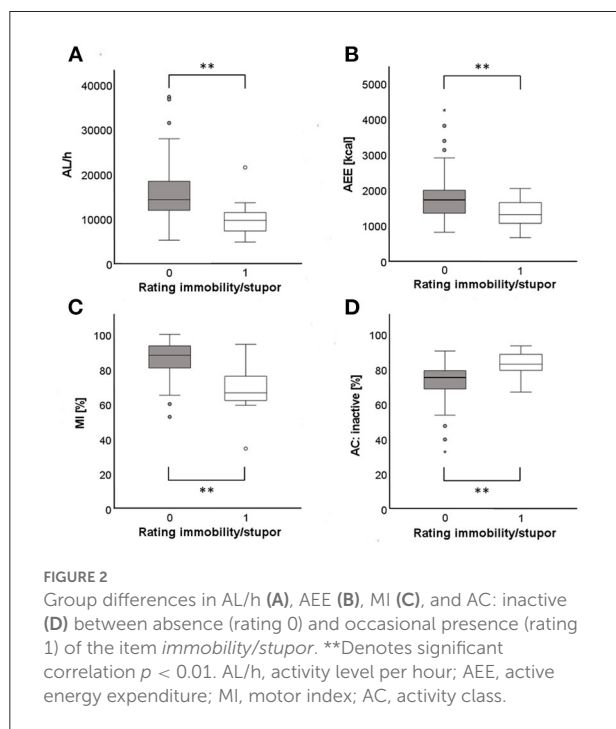 A
**
AL/h
40000
30000
20000
10000
0
0 1
Rating immobility/stupor
B
**
AEE [kcal]
5000
4000
3000
2000
1000
0
0 1
Rating immobility/stupor
C
MI [%]
100
80
60
40
20
0
**
0 1
Rating immobility/stupor
D
AC: inactive [%]
100
80
60
40
20
0
**
0 1
Rating immobility/stupor
FIGURE 2
Group differences in AL/h (A), AEE (B), MI (C), and AC: inactive
(D) between absence (rating 0) and occasional presence (rating
1) of the item immobility/stupor. **Denotes significant
correlation p < 0.01. AL/h, activity level per hour; AEE, active
energy expenditure; MI, motor index; AC, activity class.